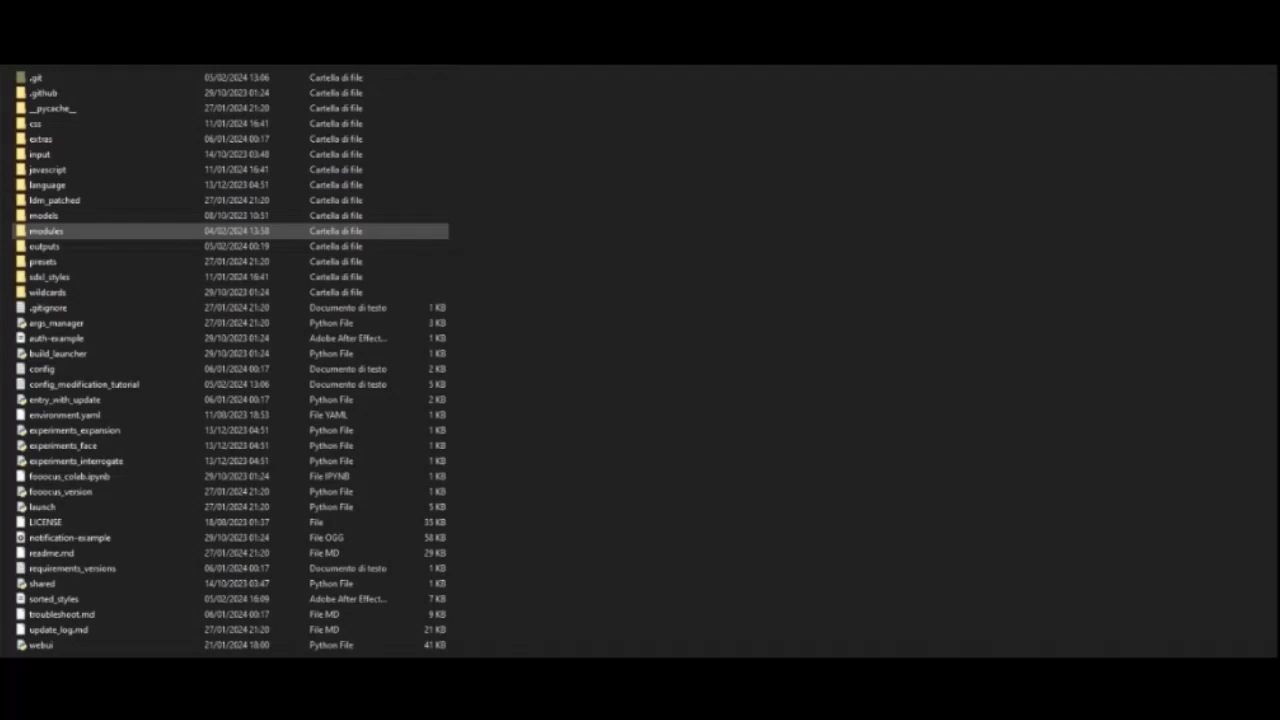 .git 05/02/2024 13:06 Cartella di file
.github 29/10/2023 01:24 Cartella di file
__pycache__ 27/01/2024 21:20 Cartella di file
css 11/01/2024 16:41 Cartella di file
extras 06/01/2024 00:17 Cartella di file
input 14/10/2023 03:48 Cartella di file
javascript 11/01/2024 16:41 Cartella di file
language 13/12/2023 04:51 Cartella di file
ldm_patched 27/01/2024 21:20 Cartella di file
models 08/10/2023 10:51 Cartella di file
modules 04/02/2024 13:58 Cartella di file
outputs 05/02/2024 00:19 Cartella di file
presets 27/01/2024 21:20 Cartella di file
sdxl_styles 11/01/2024 16:41 Cartella di file
wildcards 29/10/2023 01:24 Cartella di file
.gitignore 27/01/2024 21:20 Documento di testo 1 KB
args_manager 27/01/2024 21:20 Python File 3 KB
auth-example 29/10/2023 01:24 Adobe After Effect... 1 KB
build_launcher 29/10/2023 01:24 Python File 1 KB
config 06/01/2024 00:17 Documento di testo 2 KB
config_modification_tutorial 05/02/2024 13:06 Documento di testo 5 KB
entry_with_update 06/01/2024 00:17 Python File 2 KB
environment.yaml 11/08/2023 18:53 File YAML 1 KB
experiments_expansion 13/12/2023 04:51 Python File 1 KB
experiments_face 13/12/2023 04:51 Python File 1 KB
experiments_interrogate 13/12/2023 04:51 Python File 1 KB
fooocus_colab.ipynb 29/10/2023 01:24 File IPYNB 1 KB
fooocus_version 27/01/2024 21:20 Python File 1 KB
launch 27/01/2024 21:20 Python File 5 KB
LICENSE 18/08/2023 01:37 File 35 KB
notification-example 29/10/2023 01:24 File OGG 58 KB
readme.md 27/01/2024 21:20 File MD 29 KB
requirements_versions 06/01/2024 00:17 Documento di testo 1 KB
shared 14/10/2023 03:47 Python File 1 KB
sorted_styles 05/02/2024 16:09 Adobe After Effect... 7 KB
troubleshoot.md 06/01/2024 00:17 File MD 9 KB
update_log.md 27/01/2024 21:20 File MD 21 KB
webui 21/01/2024 18:00 Python File 41 KB